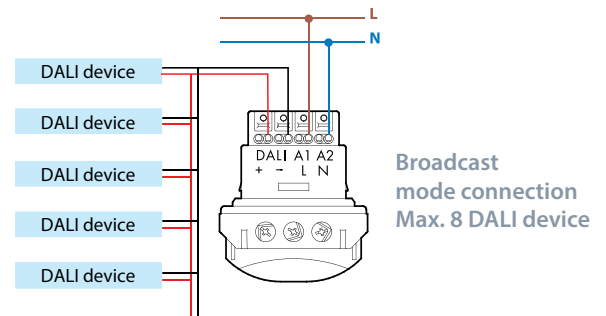 L
N
DALI device
DALI device
DALI device
DALI device
DALI device
DALI A1 A2
+ − L N
Broadcast
mode connection
Max. 8 DALI device